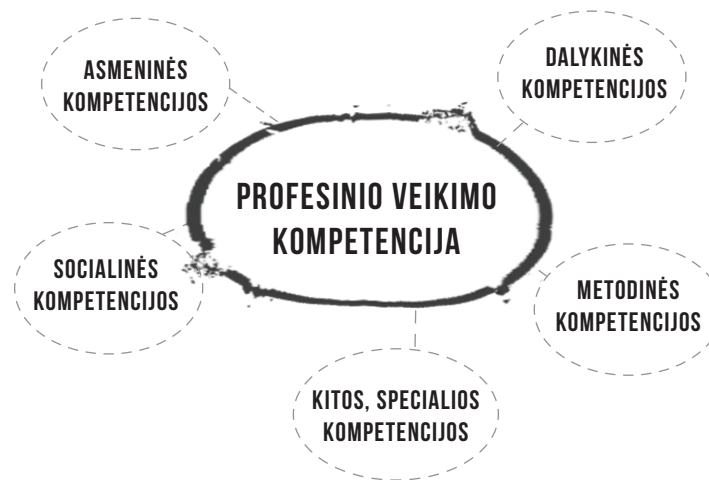 ASMENINĖS
KOMPETENCIJOS
DALYKINĖS
KOMPETENCIJOS
PROFESINIO VEIKIMO
KOMPETENCIJA
SOCIALINĖS
KOMPETENCIJOS
METODINĖS
KOMPETENCIJOS
KITOS, SPECIALIOS
KOMPETENCIJOS